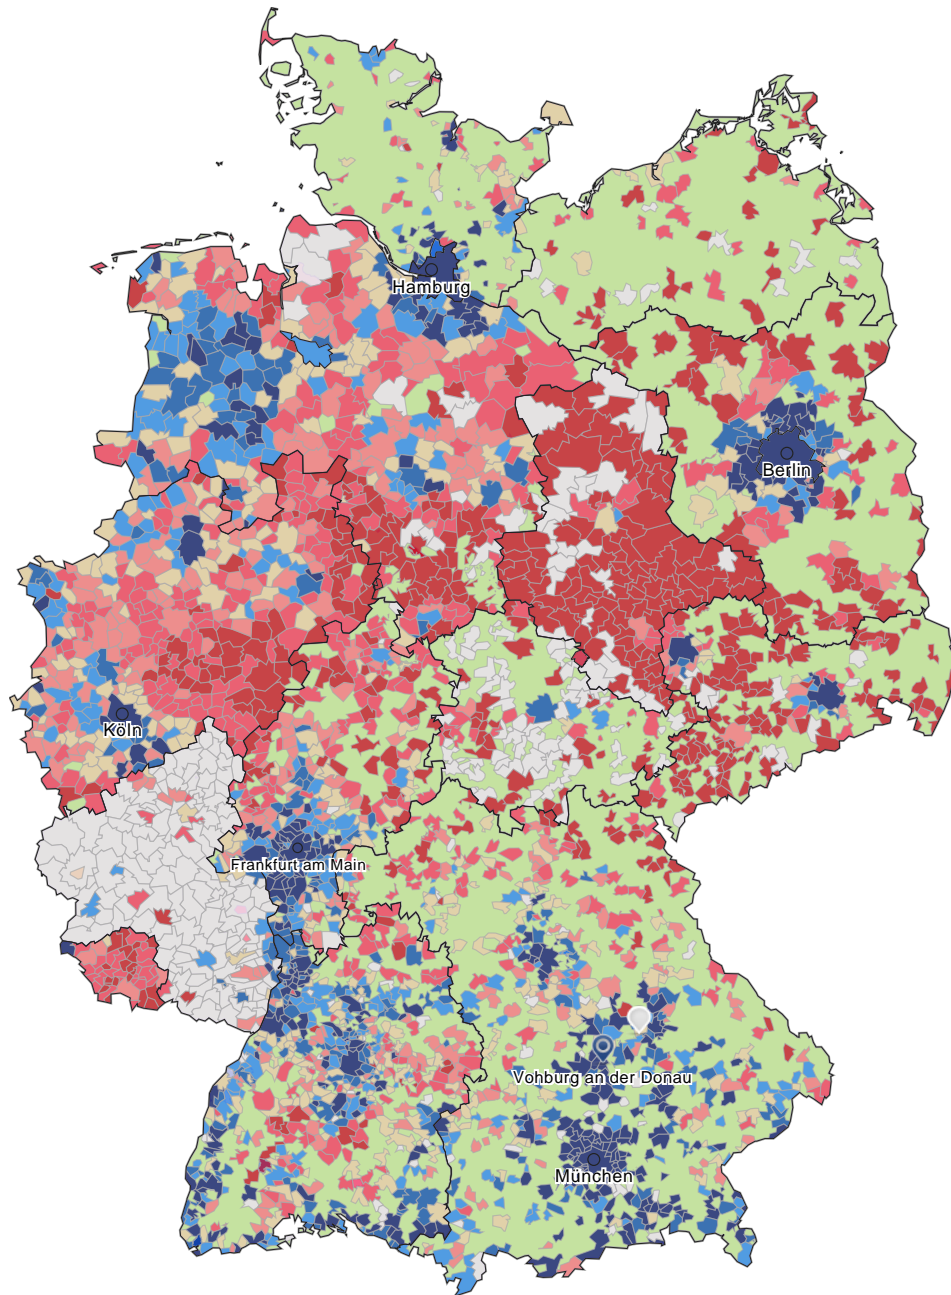 Hamburg
Berlin
Köln
Frankfurt am Main
Vohburg an der Donau
München